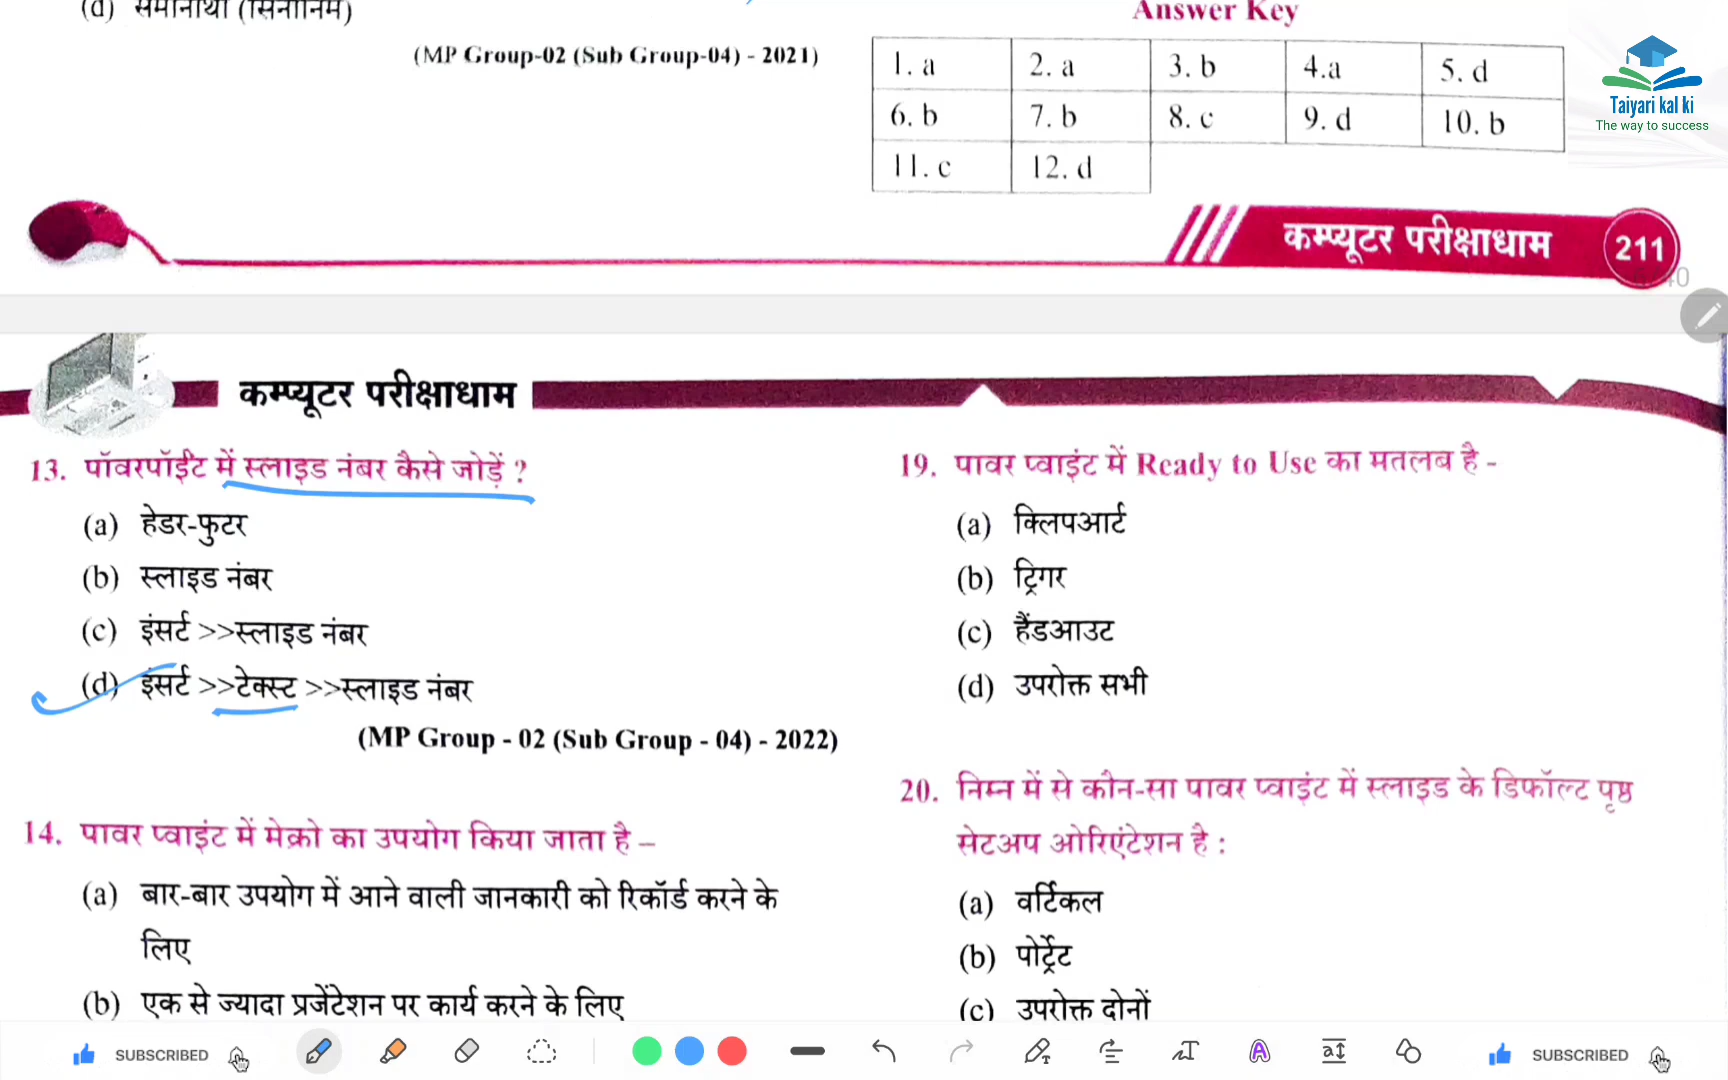 (d) समानार्थी (सिनोनिम)
(MP Group-02 (Sub Group-04) - 2021)
Answer Key
1. a 2. a 3. b 4.a 5. d
6. b 7. b 8. c 9. d 10. b
11. c 12. d
Taiyari kal ki
The way to success
कम्प्यूटर परीक्षाधाम 211
कम्प्यूटर परीक्षाधाम
13. पॉवरपॉईंट में स्लाइड नंबर कैसे जोड़ें ?
(a) हेडर-फुटर
(b) स्लाइड नंबर
(c) इंसर्ट >>स्लाइड नंबर
(d) इंसर्ट >>टेक्स्ट >>स्लाइड नंबर
(MP Group - 02 (Sub Group - 04) - 2022)
14. पावर प्वाइंट में मेक्रो का उपयोग किया जाता है –
(a) बार-बार उपयोग में आने वाली जानकारी को रिकॉर्ड करने के
लिए
(b) एक से ज्यादा प्रजेंटेशन पर कार्य करने के लिए
19. पावर प्वाइंट में Ready to Use का मतलब है -
(a) क्लिपआर्ट
(b) ट्रिगर
(c) हैंडआउट
(d) उपरोक्त सभी
20. निम्न में से कौन-सा पावर प्वाइंट में स्लाइड के डिफॉल्ट पृष्ठ
सेटअप ओरिएंटेशन है :
(a) वर्टिकल
(b) पोर्ट्रेट
(c) उपरोक्त दोनों
SUBSCRIBED
SUBSCRIBED